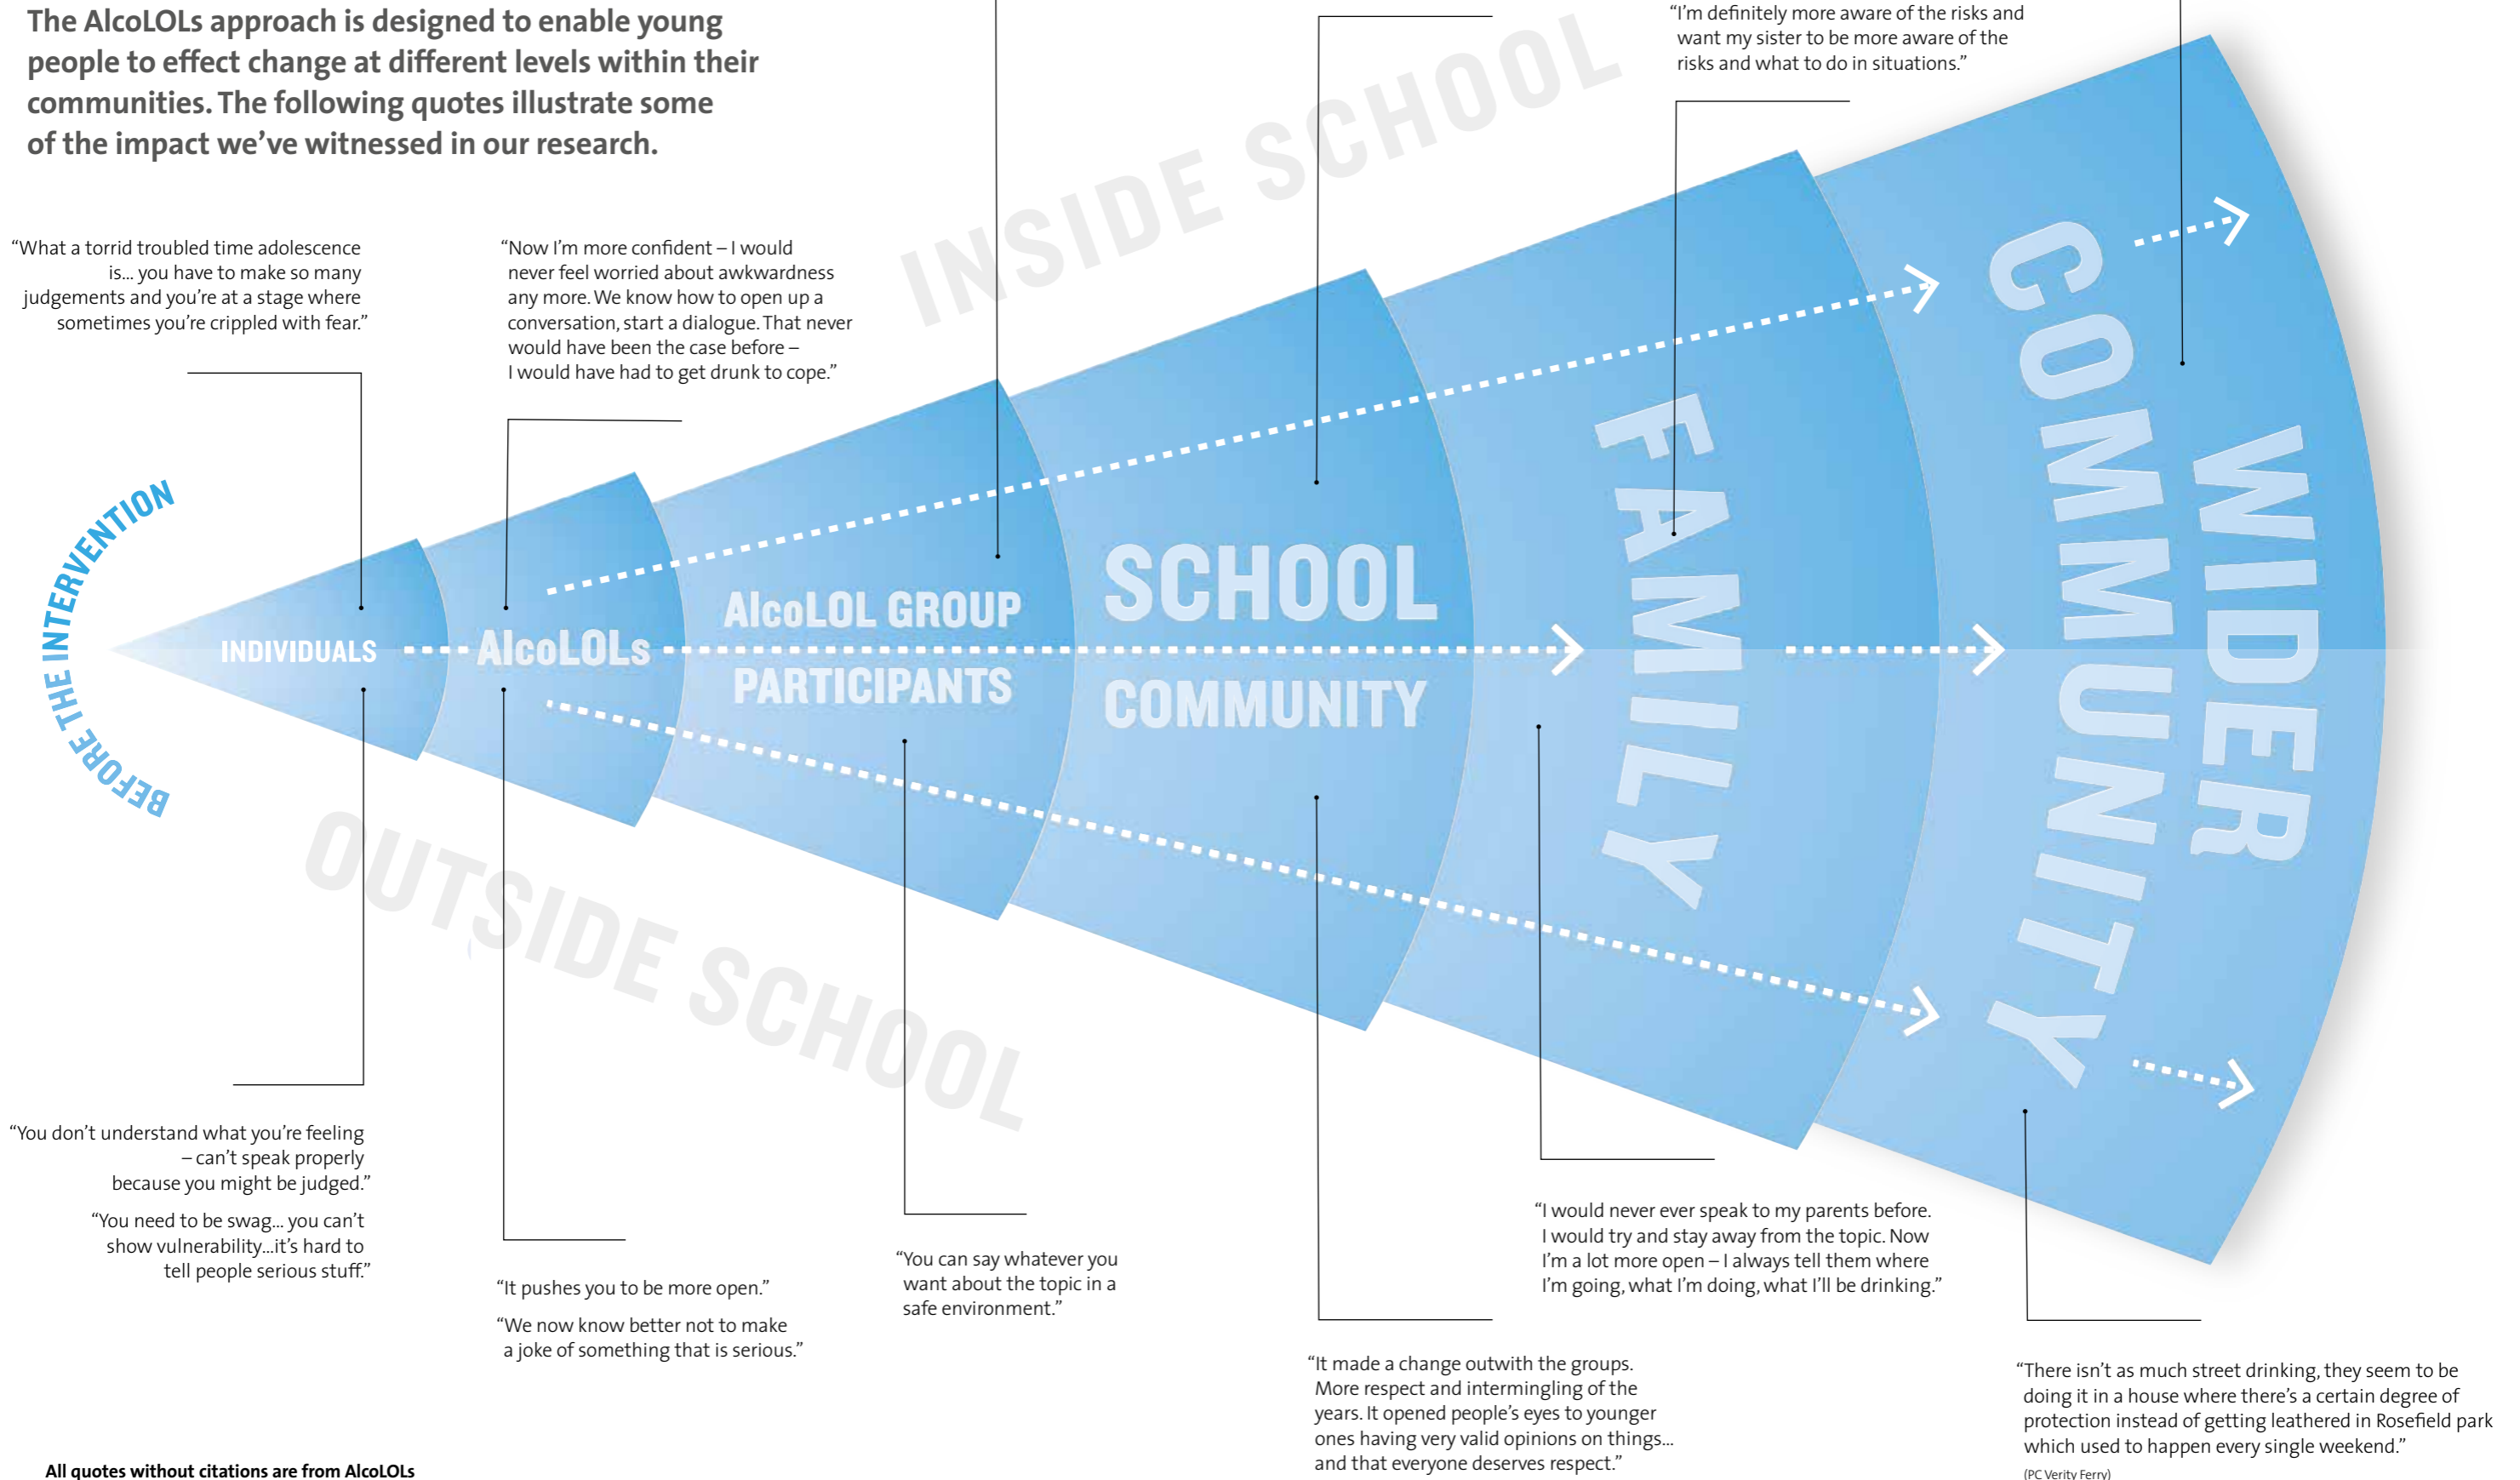 The AlcoLOLs approach is designed to enable young
people to effect change at different levels within their
communities. The following quotes illustrate some
of the impact we’ve witnessed in our research.
“I’m definitely more aware of the risks and
want my sister to be more aware of the
risks and what to do in situations.”
INSIDE SCHOOL
“What a torrid troubled time adolescence
is... you have to make so many
judgements and you’re at a stage where
sometimes you’re crippled with fear.”
“Now I’m more confident – I would
never feel worried about awkwardness
any more. We know how to open up a
conversation, start a dialogue. That never
would have been the case before –
I would have had to get drunk to cope.”
BEFORE THE INTERVENTION
INDIVIDUALS
AlcoLOLs
AlcoLOL GROUP
PARTICIPANTS
SCHOOL
COMMUNITY
FAMILY
WIDER
COMMUNITY
OUTSIDE SCHOOL
“You don’t understand what you’re feeling
– can’t speak properly
because you might be judged.”
“You need to be swag... you can’t
show vulnerability...it’s hard to
tell people serious stuff.”
“It pushes you to be more open.”
“We now know better not to make
a joke of something that is serious.”
“You can say whatever you
want about the topic in a
safe environment.”
“It made a change outwith the groups.
More respect and intermingling of the
years. It opened people’s eyes to younger
ones having very valid opinions on things...
and that everyone deserves respect.”
“I would never ever speak to my parents before.
I would try and stay away from the topic. Now
I’m a lot more open – I always tell them where
I’m going, what I’m doing, what I’ll be drinking.”
“There isn’t as much street drinking, they seem to be
doing it in a house where there’s a certain degree of
protection instead of getting leathered in Rosefield park
which used to happen every single weekend.”
(PC Verity Ferry)
All quotes without citations are from AlcoLOLs